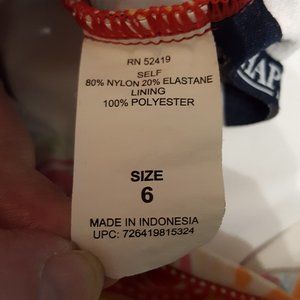 RN 52419
SELF
80% NYLON 20% ELASTANE
LINING
100% POLYESTER
SIZE
6
MADE IN INDONESIA
UPC: 726419815324